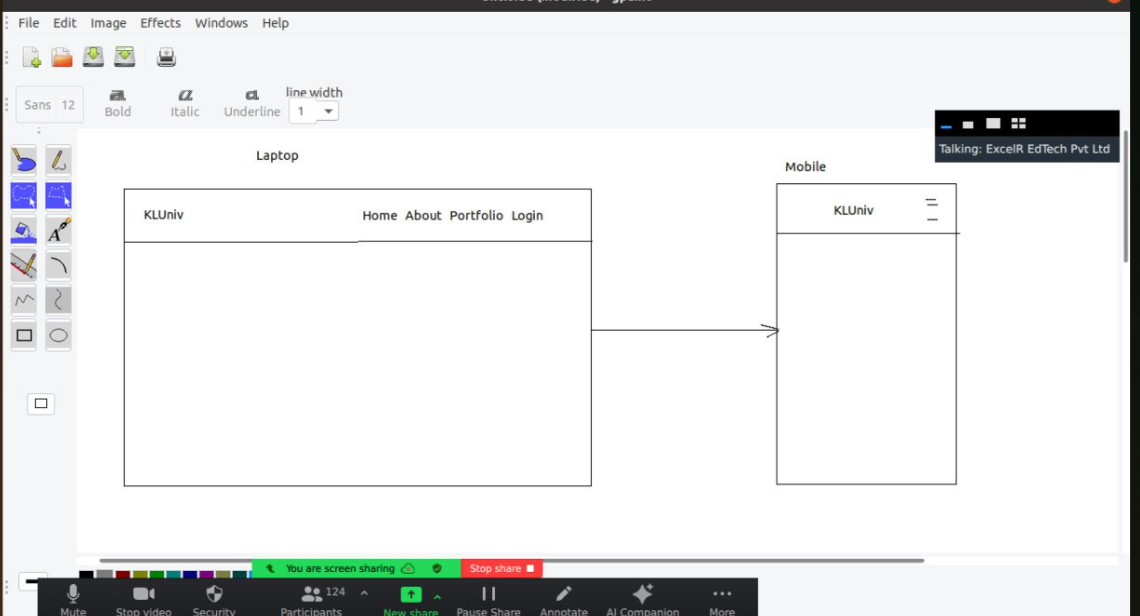 File Edit Image Effects Windows Help
Sans 12
Bold Italic Underline
line width
1
Talking: ExcelR EdTech Pvt Ltd
Laptop
Mobile
KLUniv Home About Portfolio Login
KLUniv
You are screen sharing Stop share
124
Mute Stop video Security Participants New share Pause Share Annotate AI Companion More